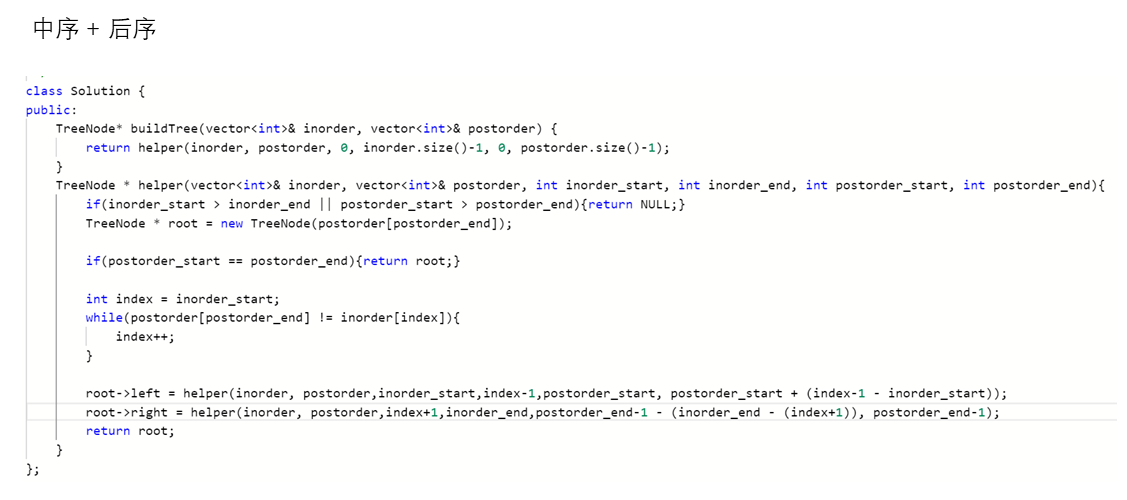 中序 + 后序
class Solution {
public:
    TreeNode* buildTree(vector<int>& inorder, vector<int>& postorder) {
        return helper(inorder, postorder, 0, inorder.size()-1, 0, postorder.size()-1);
    }
    TreeNode * helper(vector<int>& inorder, vector<int>& postorder, int inorder_start, int inorder_end, int postorder_start, int postorder_end){
        if(inorder_start > inorder_end || postorder_start > postorder_end){return NULL;}
        TreeNode * root = new TreeNode(postorder[postorder_end]);
        if(postorder_start == postorder_end){return root;}
        int index = inorder_start;
        while(postorder[postorder_end] != inorder[index]){
            index++;
        }
        root->left = helper(inorder, postorder,inorder_start,index-1,postorder_start, postorder_start + (index-1 - inorder_start));
        root->right = helper(inorder, postorder,index+1,inorder_end,postorder_end-1 - (inorder_end - (index+1)), postorder_end-1);
        return root;
    }
};